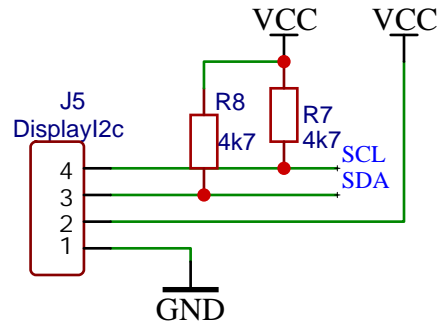 VCC
VCC
J5
DisplayI2c
R8
4k7
R7
4k7
SCL
SDA
4
3
2
1
GND